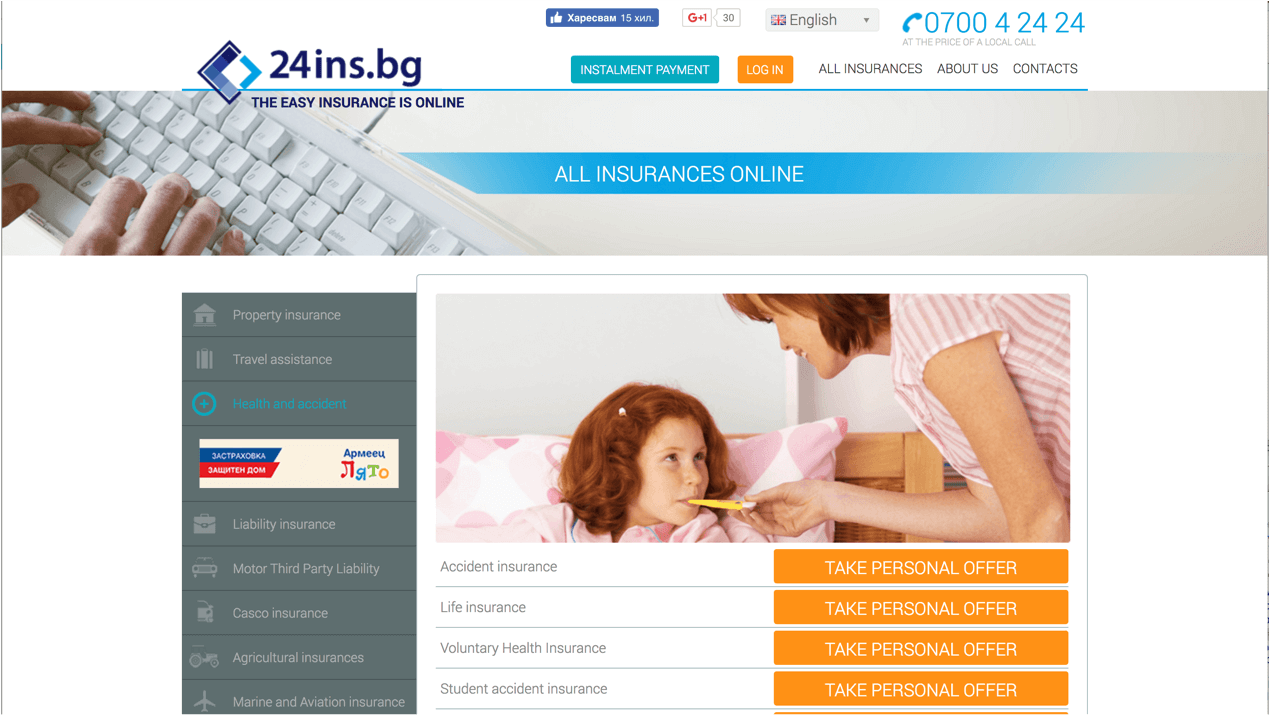 Харесвам 15 хил.
G+1 30
English
0700 4 24 24
AT THE PRICE OF A LOCAL CALL
24ins.bg
THE EASY INSURANCE IS ONLINE
INSTALMENT PAYMENT
LOG IN
ALL INSURANCES
ABOUT US
CONTACTS
ALL INSURANCES ONLINE
Property insurance
Travel assistance
Health and accident
ЗАСТРАХОВКА
ЗАЩИТЕН ДОМ
Армеец
ЛЯТО
Liability insurance
Motor Third Party Liability
Casco insurance
Agricultural insurances
Marine and Aviation insurance
Accident insurance TAKE PERSONAL OFFER
Life insurance TAKE PERSONAL OFFER
Voluntary Health Insurance TAKE PERSONAL OFFER
Student accident insurance TAKE PERSONAL OFFER